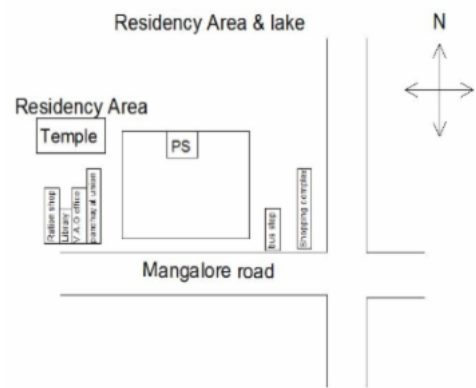 Residency Area & lake
N
Residency Area
Temple
PS
Ration shop
Library
V.A.O office
panchayat union
bus stop
Shopping complex
Mangalore road